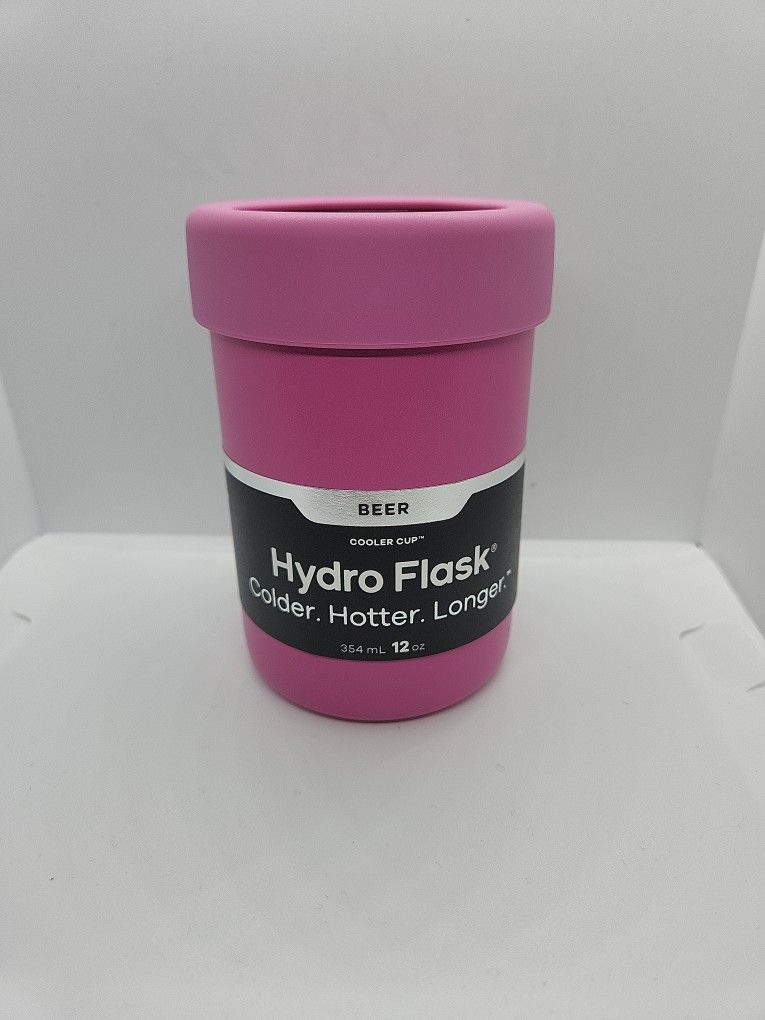 BEER
COOLER CUP™
Hydro Flask®
Colder. Hotter. Longer.™
354 mL 12 oz